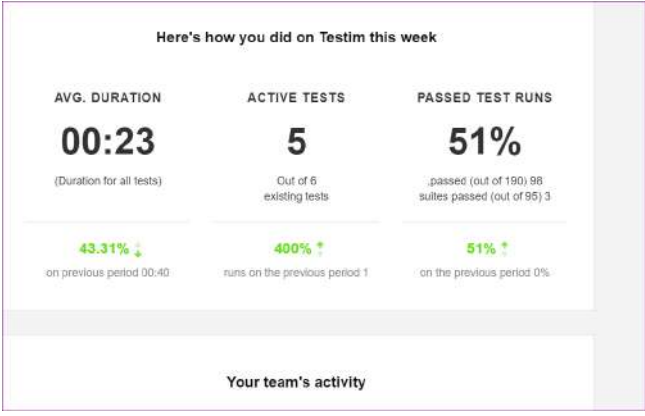 Here's how you did on Testim this week
AVG. DURATION
00:23
(Duration for all tests)
43.31% ↓
on previous period 00:40
ACTIVE TESTS
5
Out of 6
existing tests
400% ↑
runs on the previous period 1
PASSED TEST RUNS
51%
.passed (out of 190) 98
suites passed (out of 95) 3
51% ↑
on the previous period 0%
Your team's activity